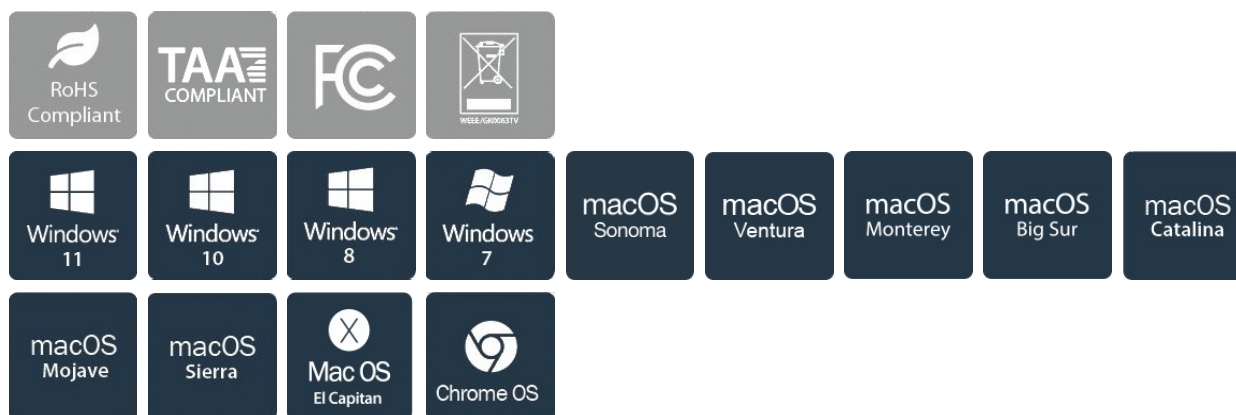 RoHS
Compliant
TAA
COMPLIANT
FC
WEEE/GK0083TV
Windows
11
Windows
10
Windows
8
Windows
7
macOS
Sonoma
macOS
Ventura
macOS
Monterey
macOS
Big Sur
macOS
Catalina
macOS
Mojave
macOS
Sierra
X
Mac OS
El Capitan
Chrome OS